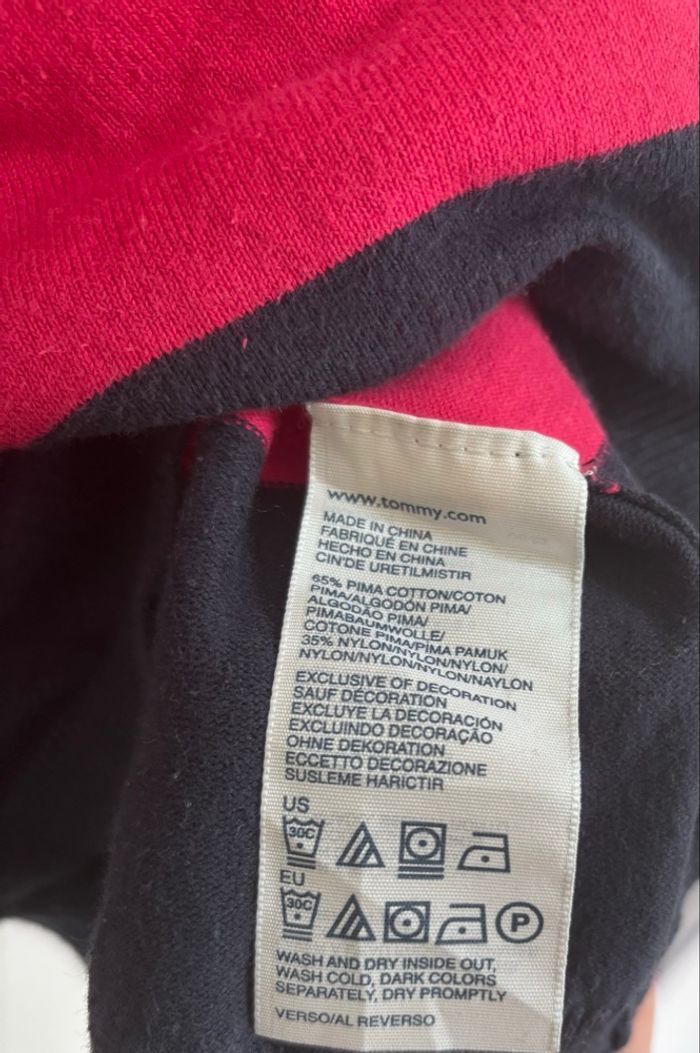 www.tommy.com
MADE IN CHINA
FABRIQUÉ EN CHINE
HECHO EN CHINA
CIN'DE URETILMISTIR
65% PIMA COTTON/COTON
PIMA/ALGODÓN PIMA/
ALGODÃO PIMA/
PIMABAUMWOLLE/
COTONE PIMA/PIMA PAMUK
35% NYLON/NYLON/NYLON/
NYLON/NYLON/NYLON/NAYLON
EXCLUSIVE OF DECORATION
SAUF DÉCORATION
EXCLUYE LA DECORACIÓN
EXCLUINDO DECORAÇÃO
OHNE DEKORATION
ECCETTO DECORAZIONE
SUSLEME HARICTIR
US
30C
EU
30C P
WASH AND DRY INSIDE OUT,
WASH COLD, DARK COLORS
SEPARATELY, DRY PROMPTLY
VERSO/AL REVERSO